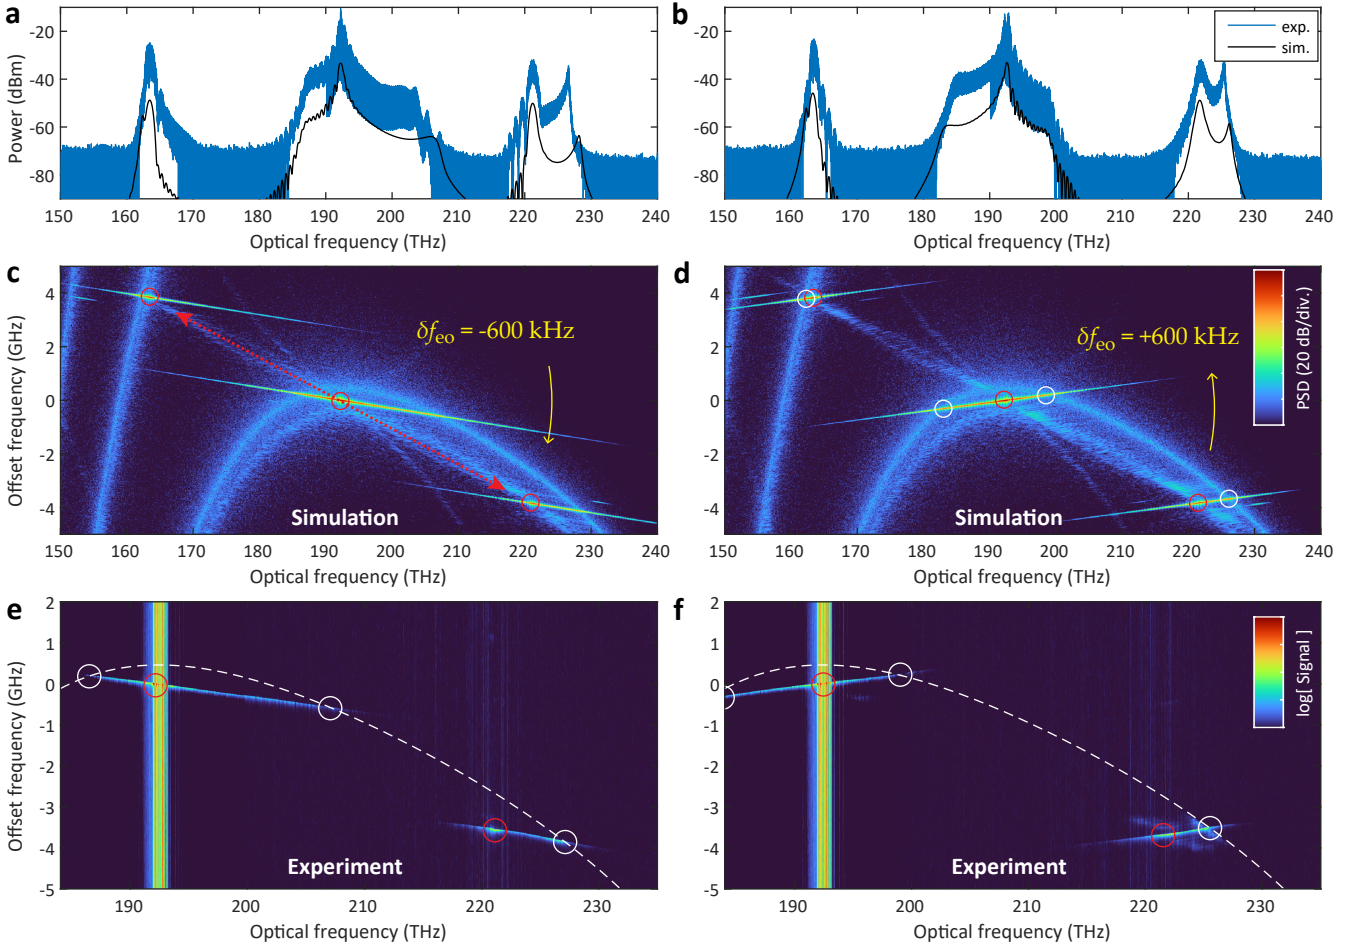 a
b
-20
-40
-60
-80
Power (dBm)
150 160 170 180 190 200 210 220 230 240
Optical frequency (THz)
-20
-40
-60
-80
exp.
sim.
150 160 170 180 190 200 210 220 230 240
Optical frequency (THz)
c
d
4
2
0
-2
-4
Offset frequency (GHz)
δf_eo = -600 kHz
Simulation
150 160 170 180 190 200 210 220 230 240
Optical frequency (THz)
4
2
0
-2
-4
δf_eo = +600 kHz
PSD (20 dB/div.)
Simulation
150 160 170 180 190 200 210 220 230 240
Optical frequency (THz)
e
f
2
1
0
-1
-2
-3
-4
-5
Offset frequency (GHz)
Experiment
190 200 210 220 230
Optical frequency (THz)
2
1
0
-1
-2
-3
-4
-5
log[ Signal ]
Experiment
190 200 210 220 230
Optical frequency (THz)